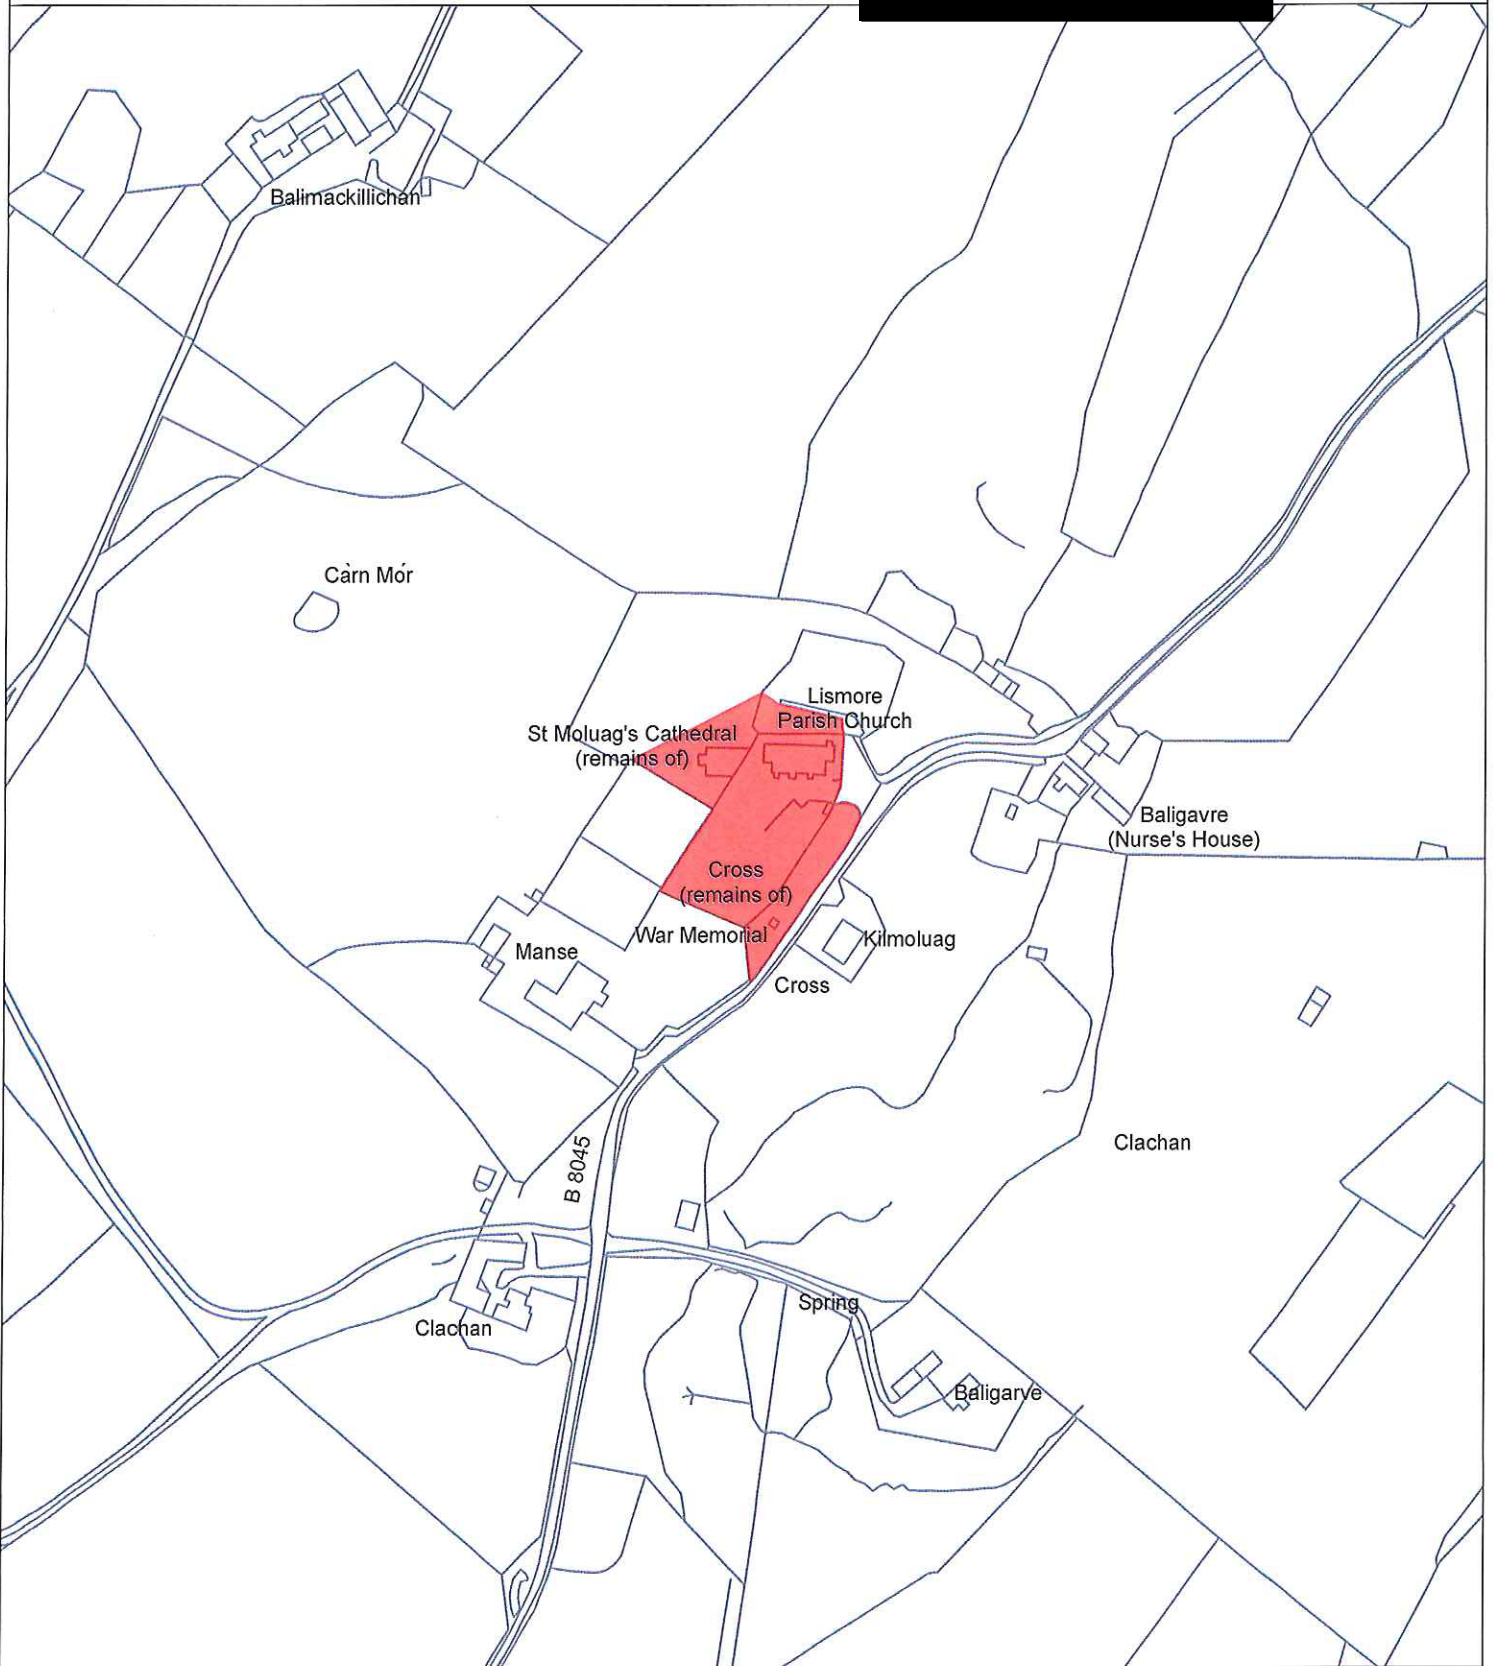 Balimackillichan
Càrn Mór
Lismore
Parish Church
St Moluag's Cathedral
(remains of)
Baligavre
(Nurse's House)
Cross
(remains of)
War Memorial
Kilmoluag
Manse
Cross
B 8045
Clachan
Spring
Clachan
Baligarve